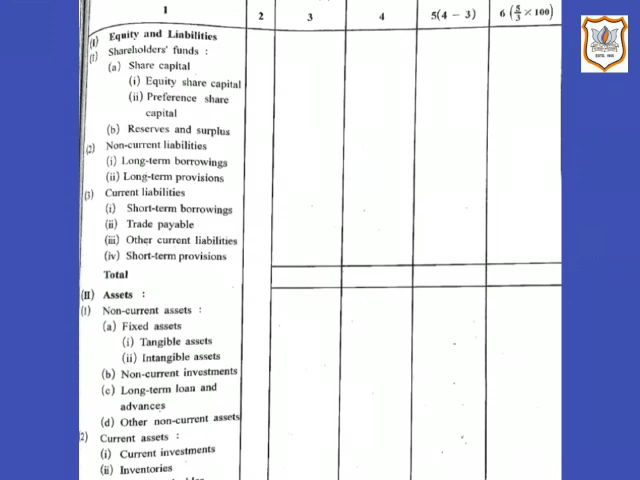 1 2 3 4 5(4 – 3) 6 (5/3 × 100)
(I) Equity and Liabilities
(1) Shareholders' funds :
(a) Share capital
(i) Equity share capital
(ii) Preference share
capital
(b) Reserves and surplus
(2) Non-current liabilities
(i) Long-term borrowings
(ii) Long-term provisions
(3) Current liabilities
(i) Short-term borrowings
(ii) Trade payable
(iii) Other current liabilities
(iv) Short-term provisions
Total
(II) Assets :
(1) Non-current assets :
(a) Fixed assets
(i) Tangible assets
(ii) Intangible assets
(b) Non-current investments
(c) Long-term loan and
advances
(d) Other non-current assets
2) Current assets :
(i) Current investments
(ii) Inventories